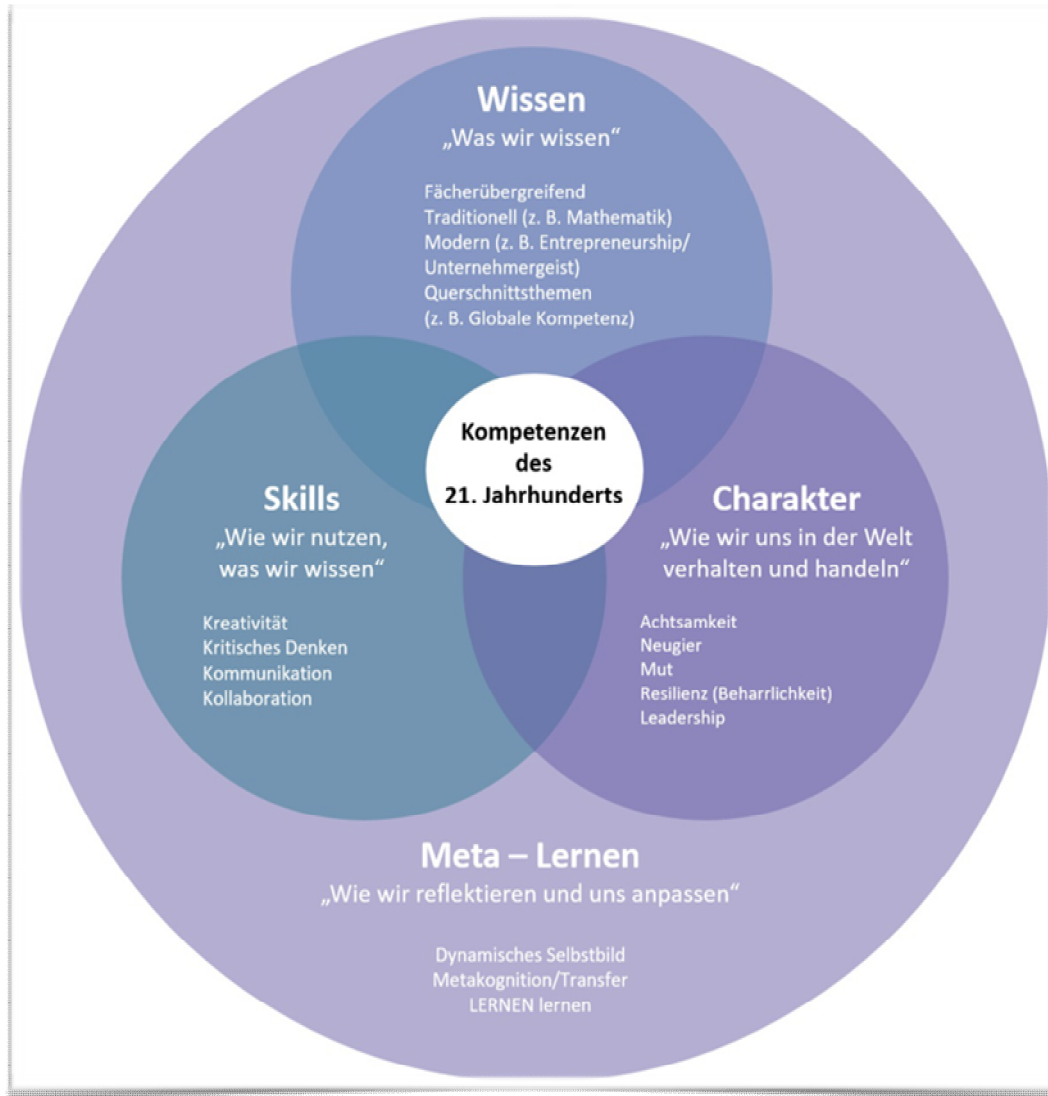 Wissen
„Was wir wissen“
Fächerübergreifend
Traditionell (z. B. Mathematik)
Modern (z. B. Entrepreneurship/
Unternehmergeist)
Querschnittsthemen
(z. B. Globale Kompetenz)
Kompetenzen
des
21. Jahrhunderts
Skills
„Wie wir nutzen,
was wir wissen“
Kreativität
Kritisches Denken
Kommunikation
Kollaboration
Charakter
„Wie wir uns in der Welt
verhalten und handeln“
Achtsamkeit
Neugier
Mut
Resilienz (Beharrlichkeit)
Leadership
Meta – Lernen
„Wie wir reflektieren und uns anpassen“
Dynamisches Selbstbild
Metakognition/Transfer
LERNEN lernen